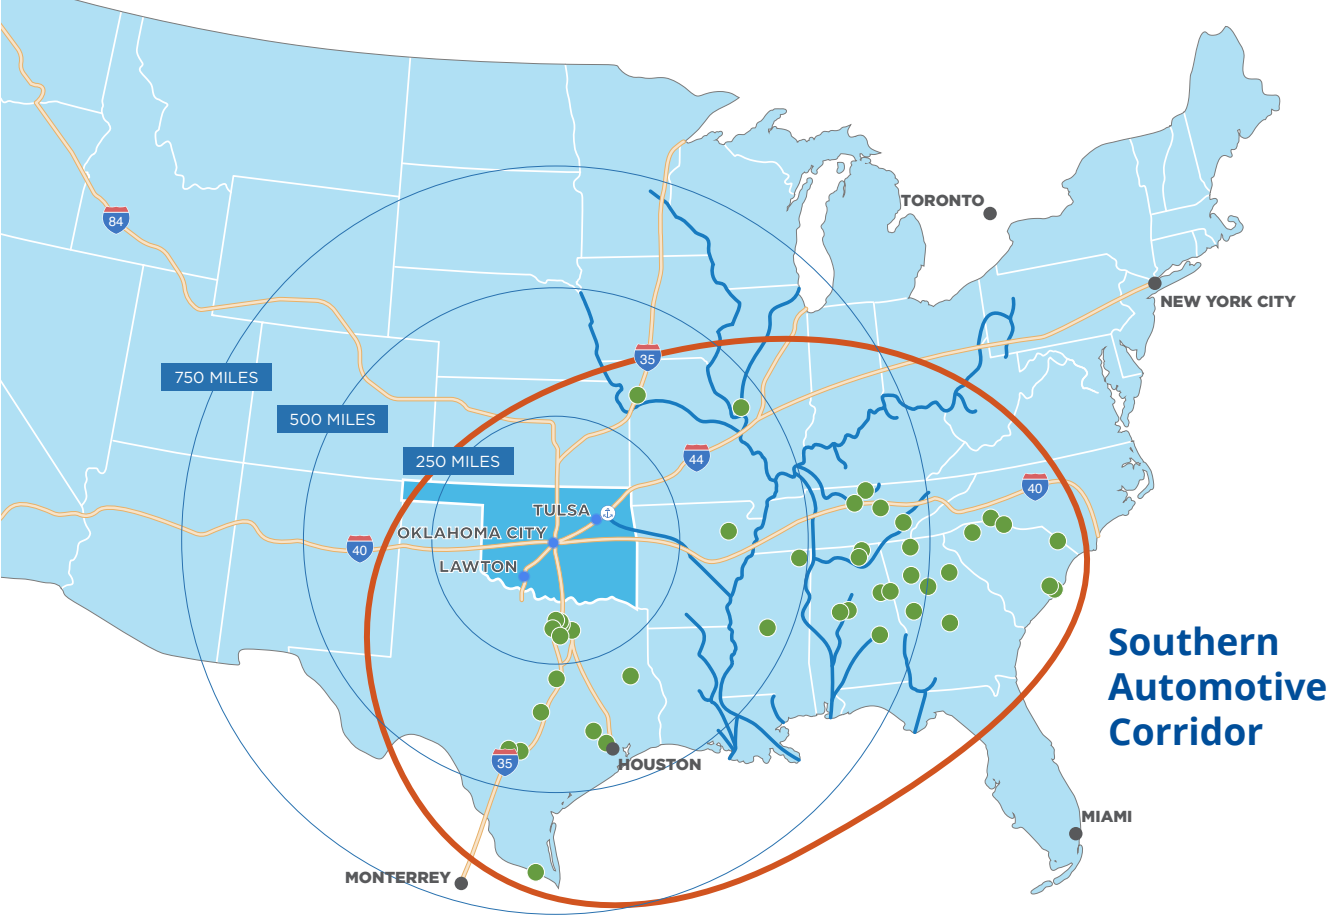 TORONTO
84
NEW YORK CITY
35
750 MILES
500 MILES
250 MILES
44
40
TULSA
OKLAHOMA CITY
40
LAWTON
Southern
Automotive
Corridor
35
HOUSTON
MIAMI
MONTERREY